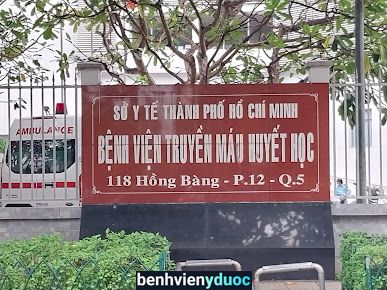 AMBULANCE
SỞ Y TẾ THÀNH PHỐ HỒ CHÍ MINH
BỆNH VIỆN TRUYỀN MÁU HUYẾT HỌC
118 Hồng Bàng - P.12 - Q.5
benhvienyduoc